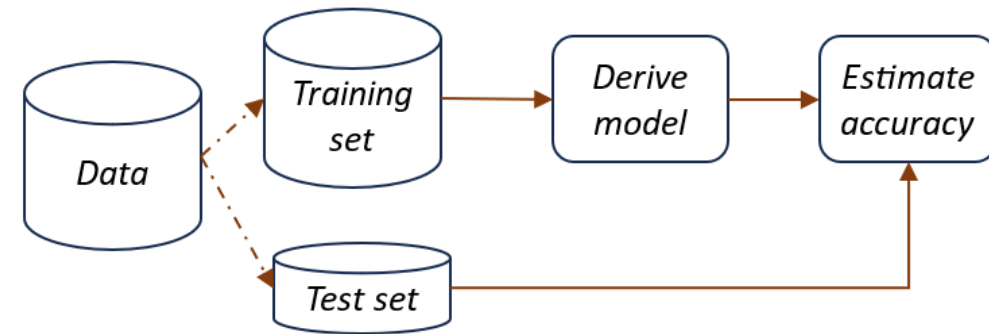 Data
Training
set
Derive
model
Estimate
accuracy
Test set